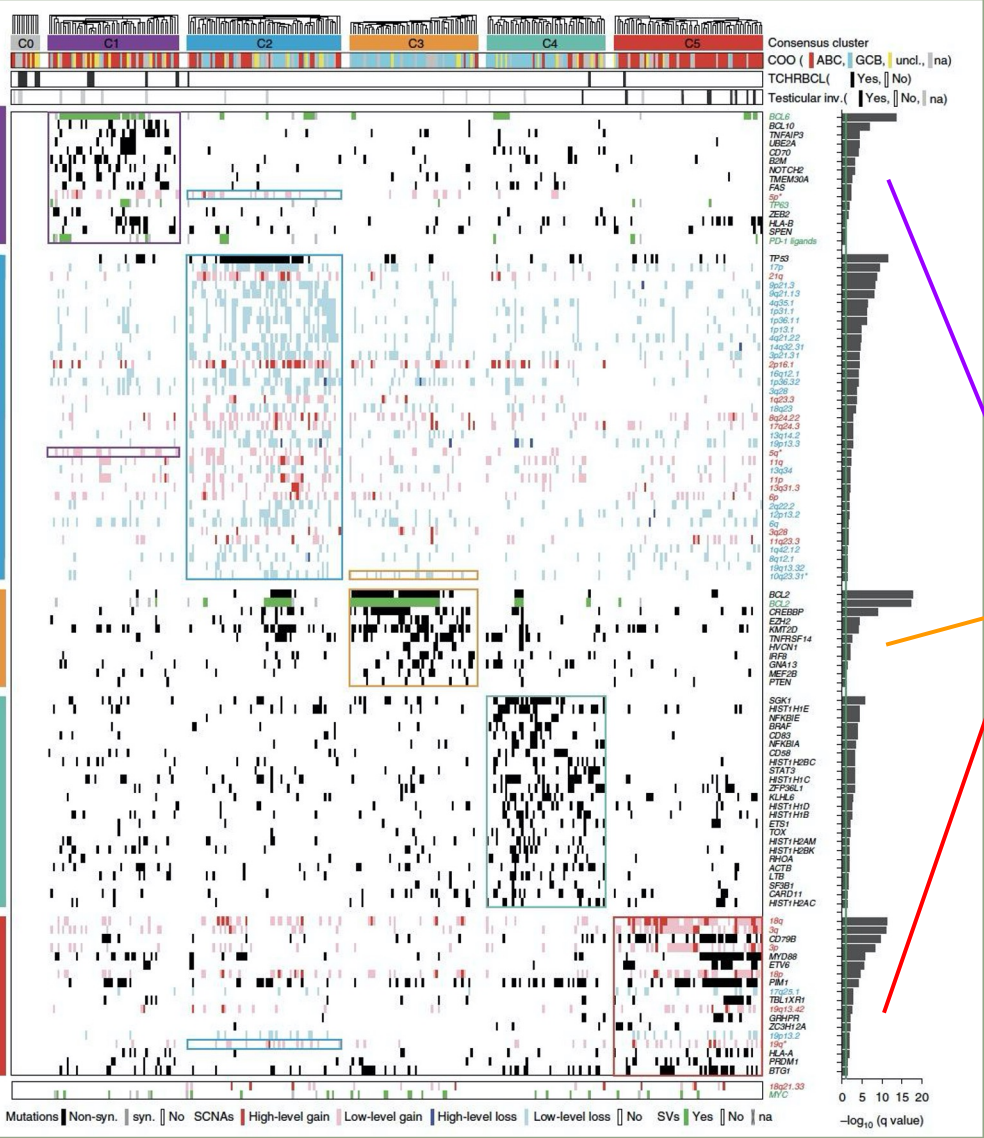 C0 C1 C2 C3 C4 C5 Consensus cluster
COO ( ABC, GCB, uncl., na)
TCHRBCL( Yes, No)
Testicular inv.( Yes, No, na)
BCL6
BCL10
TNFAIP3
UBE2A
CD70
B2M
NOTCH2
TMEM30A
FAS
5p*
TP63
ZEB2
HLA-B
SPEN
PD-1 ligands
TP53
17p
21q
9p21.3
9q21.13
4q35.1
1p31.1
1p36.11
1p13.1
4q21.22
14q32.31
3p21.31
2p16.1
16q12.1
1p36.32
3q28
1q23.3
18q23
8q24.22
17q24.3
13q14.2
19p13.3
5q*
11q
13q34
11p
13q31.3
6p
2q22.2
12p13.2
6q
3q28
11q23.3
1q42.12
8q12.1
19q13.32
10q23.31*
BCL2
BCL2
CREBBP
EZH2
KMT2D
TNFRSF14
HVCN1
IRF8
GNA13
MEF2B
PTEN
SGK1
HIST1H1E
NFKBIE
BRAF
CD83
NFKBIA
CD58
HIST1H2BC
STAT3
HIST1H1C
ZFP36L1
KLHL6
HIST1H1D
HIST1H1B
ETS1
TOX
HIST1H2AM
HIST1H2BK
RHOA
ACTB
LTB
SF3B1
CARD11
HIST1H2AC
18q
3q
CD79B
3p
MYD88
ETV6
18p
PIM1
17q25.1
TBL1XR1
19q13.42
GRHPR
ZC3H12A
19p13.2
19q*
HLA-A
PRDM1
BTG1
18q21.33
MYC
0 5 10 15 20
–log10 (q value)
Mutations Non-syn. syn. No SCNAs High-level gain Low-level gain High-level loss Low-level loss No SVs Yes No na